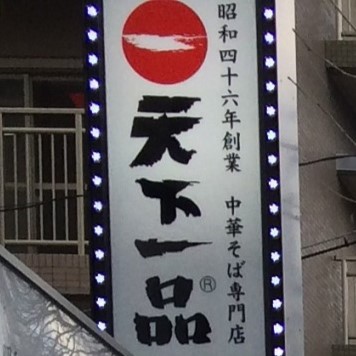 昭和四十六年創業 中華そば専門店
天下一品®